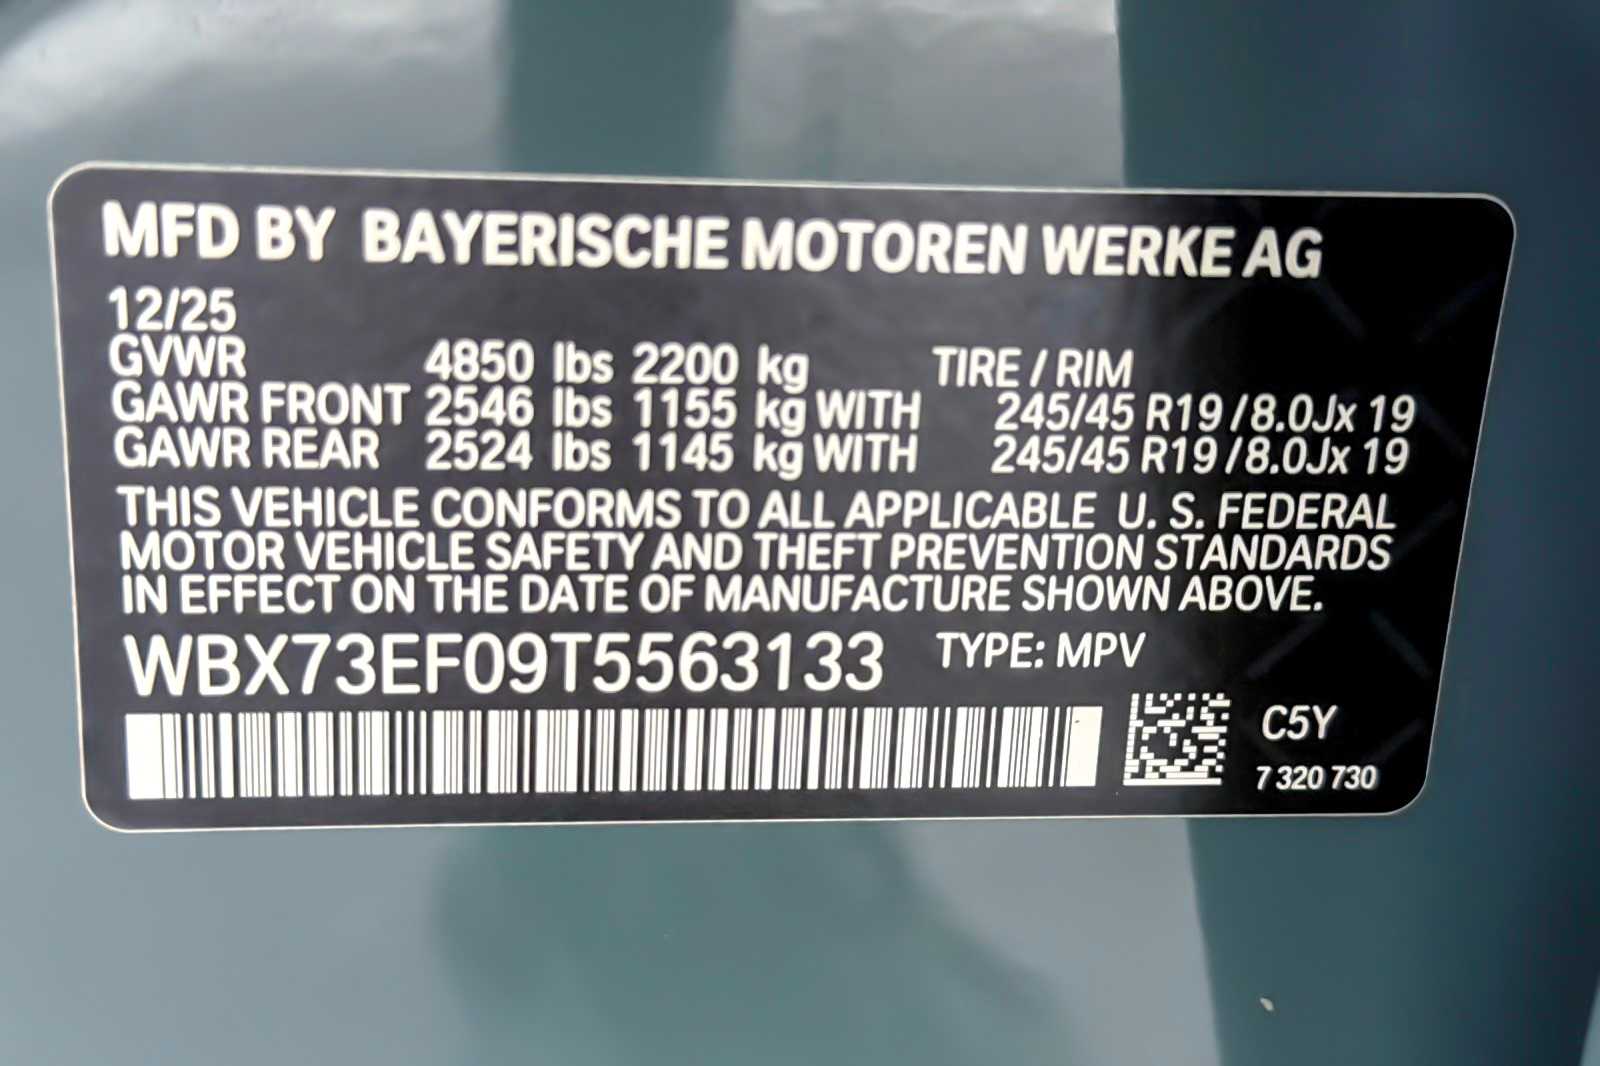 MFD BY BAYERISCHE MOTOREN WERKE AG
12/25
GVWR 4850 lbs 2200 kg TIRE / RIM
GAWR FRONT 2546 lbs 1155 kg WITH 245/45 R19 / 8.0Jx 19
GAWR REAR 2524 lbs 1145 kg WITH 245/45 R19 / 8.0Jx 19
THIS VEHICLE CONFORMS TO ALL APPLICABLE U. S. FEDERAL
MOTOR VEHICLE SAFETY AND THEFT PREVENTION STANDARDS
IN EFFECT ON THE DATE OF MANUFACTURE SHOWN ABOVE.
WBX73EF09T5563133 TYPE: MPV
C5Y
7 320 730